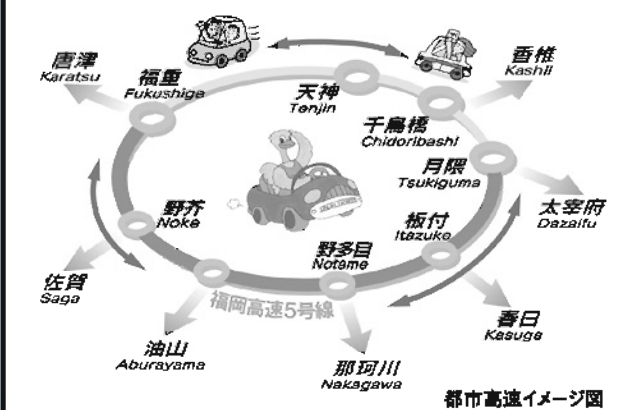 唐津
Karatsu
福重
Fukushige
天神
Tenjin
香椎
Kashii
千鳥橋
Chidoribashi
月隈
Tsukiguma
太宰府
Dazaifu
野芥
Noke
板付
Itazuke
野多目
Notame
佐賀
Saga
福岡高速5号線
春日
Kasuga
油山
Aburayama
那珂川
Nakagawa
都市高速イメージ図